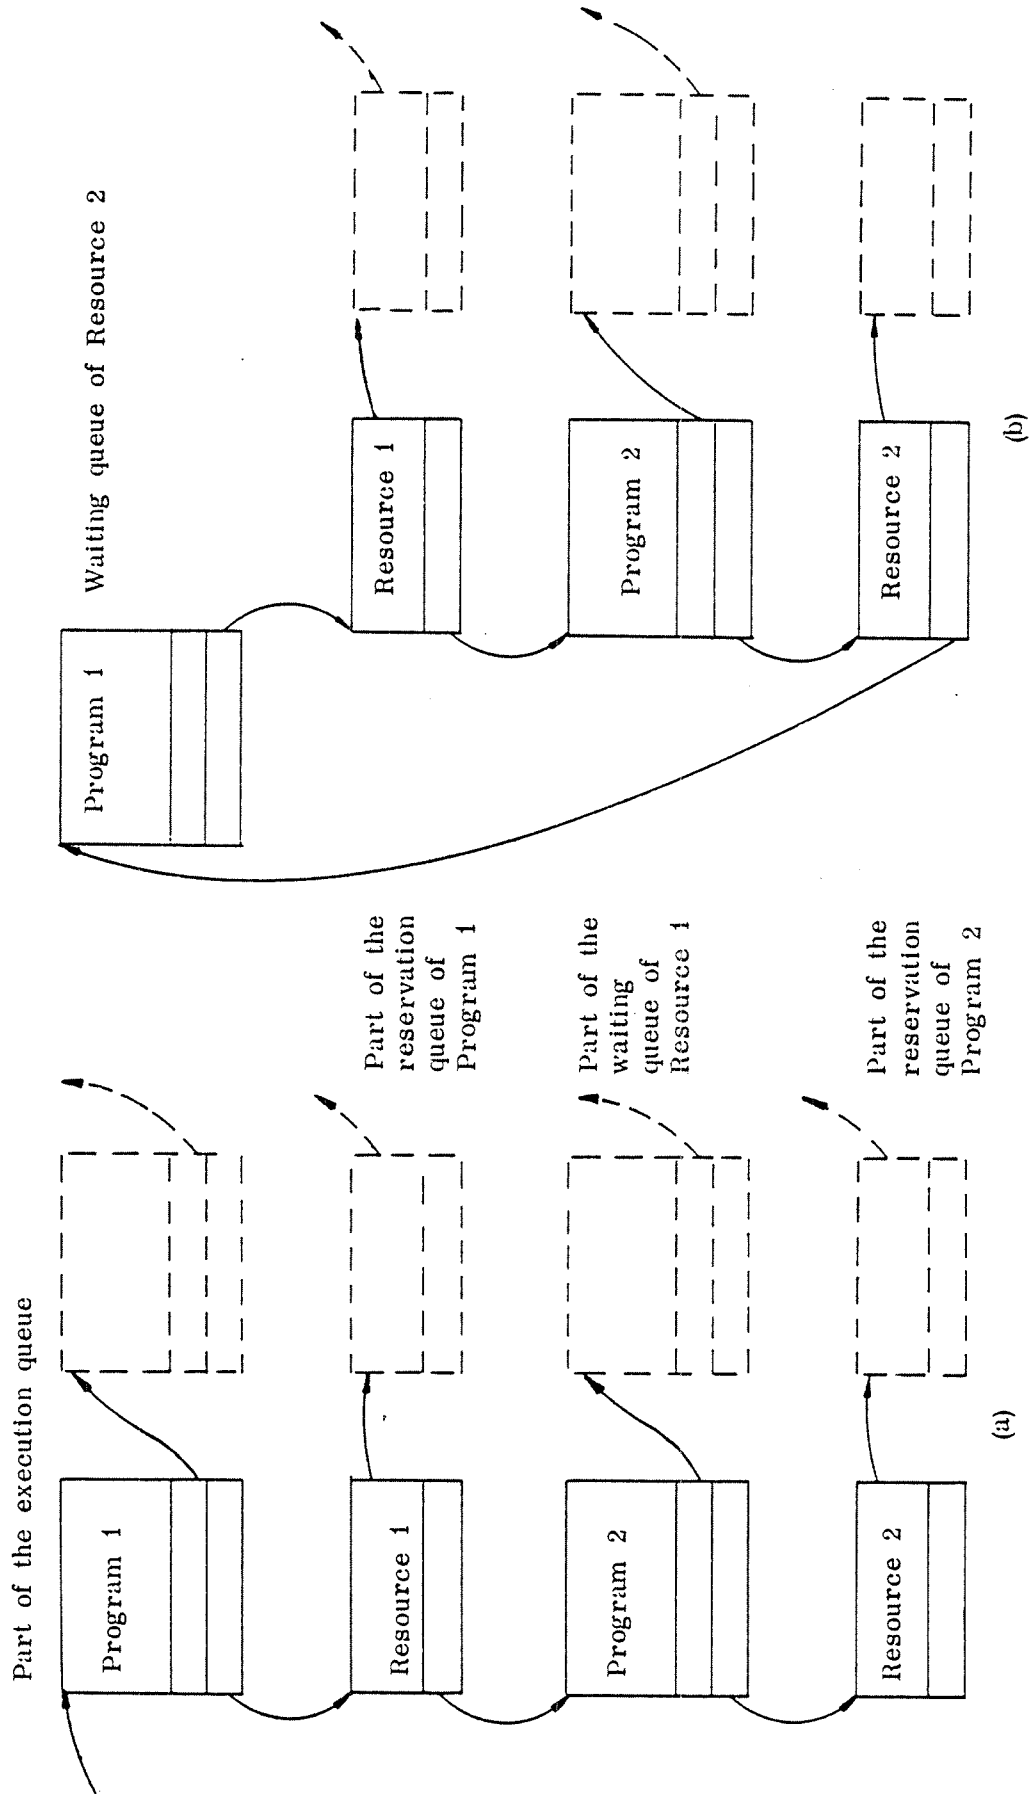 Part of the execution queue
Program 1
Resource 1
Part of the
reservation
queue of
Program 1
Program 2
Part of the
waiting
queue of
Resource 1
Resource 2
Part of the
reservation
queue of
Program 2
(a)
Program 1
Waiting queue of Resource 2
Resource 1
Program 2
Resource 2
(b)